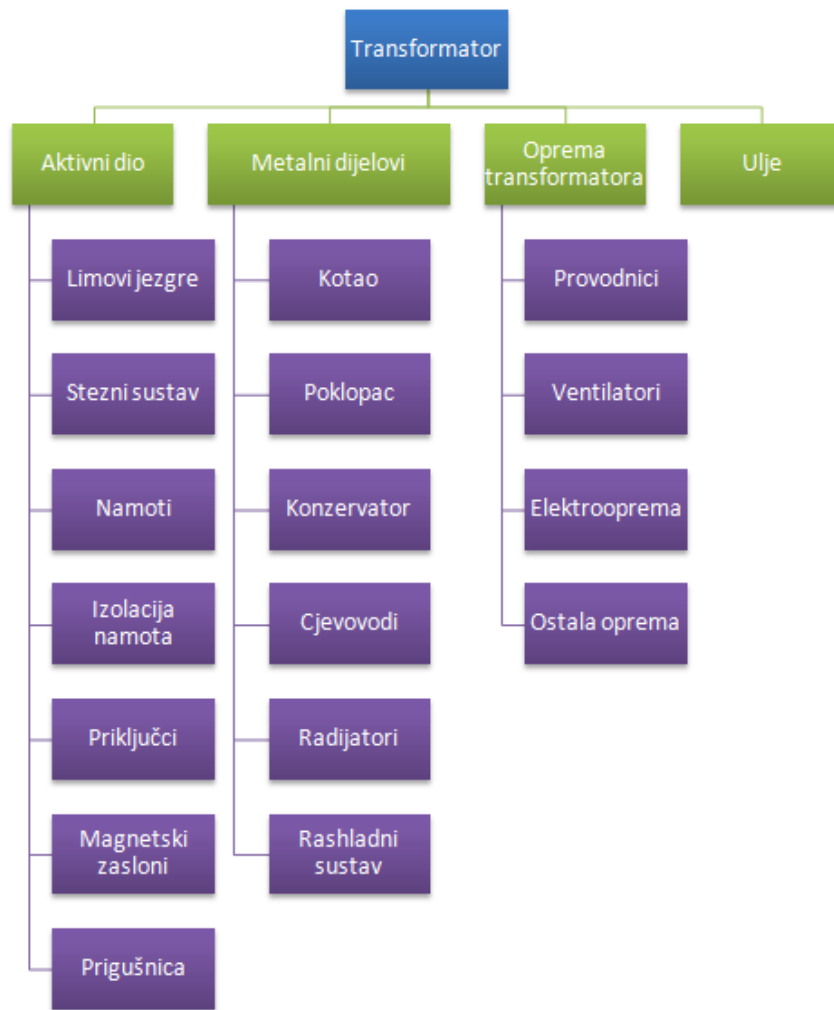 Transformator
Aktivni dio
Metalni dijelovi
Oprema
transformatora
Ulje
Limovi jezgre
Kotao
Provodnici
Stezni sustav
Poklopac
Ventilatori
Namoti
Konzervator
Elektrooprema
Izolacija
namota
Cjevovodi
Ostala oprema
Priključci
Radijatori
Magnetski
zasloni
Rashladni
sustav
Prigušnica